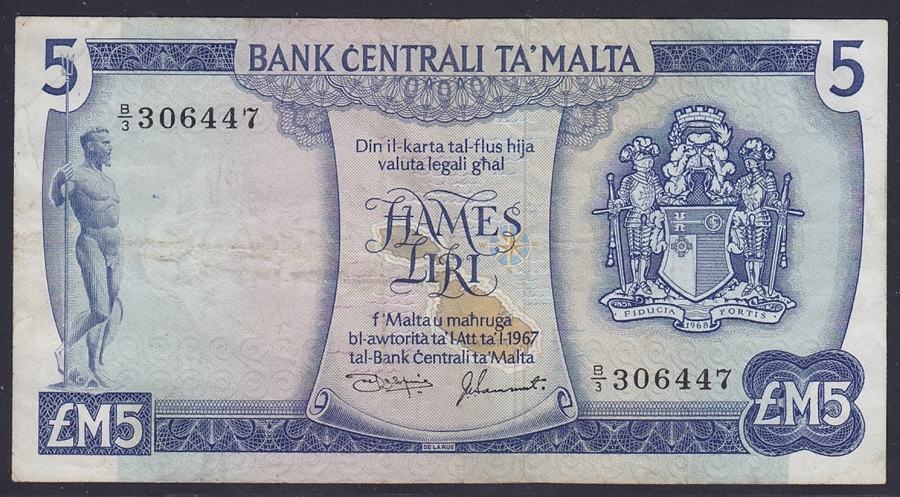 5 BANK ĊENTRALI TA' MALTA 5
B/3 306447
Din il-karta tal-flus hija
valuta legali għal
ĦAMES
LIRI
f'Malta u maħruġa
bl-awtorità ta' l-Att ta' l-1967
tal-Bank Ċentrali ta' Malta
FIDUCIA 1968 FORTIS
B/3 306447
£M5 £M5
DE LA RUE